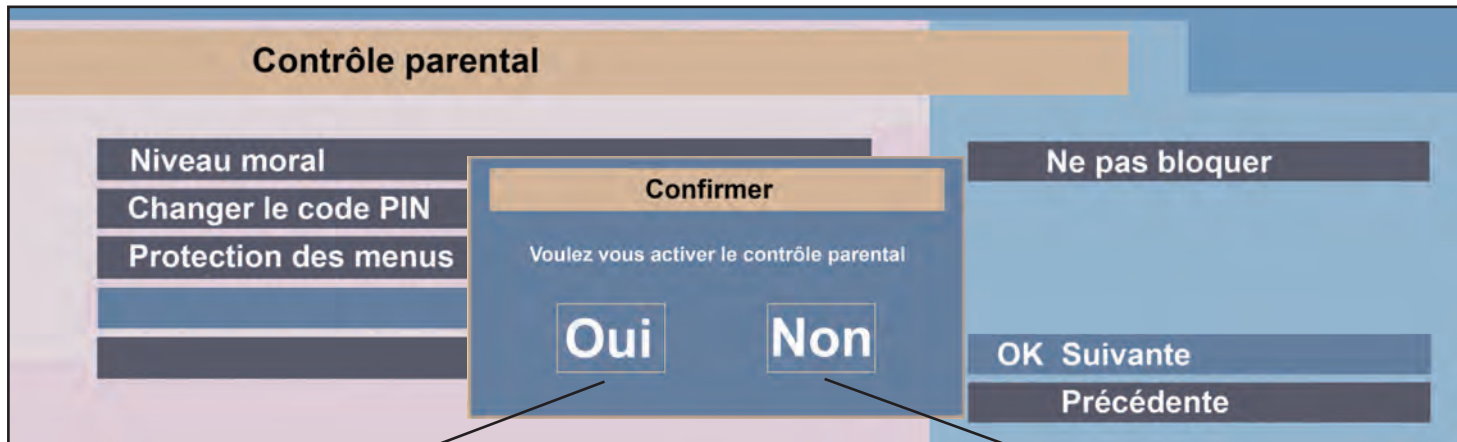 Contrôle parental
Niveau moral
Changer le code PIN
Protection des menus
Confirmer
Voulez vous activer le contrôle parental
Oui Non
Ne pas bloquer
OK Suivante
Précédente